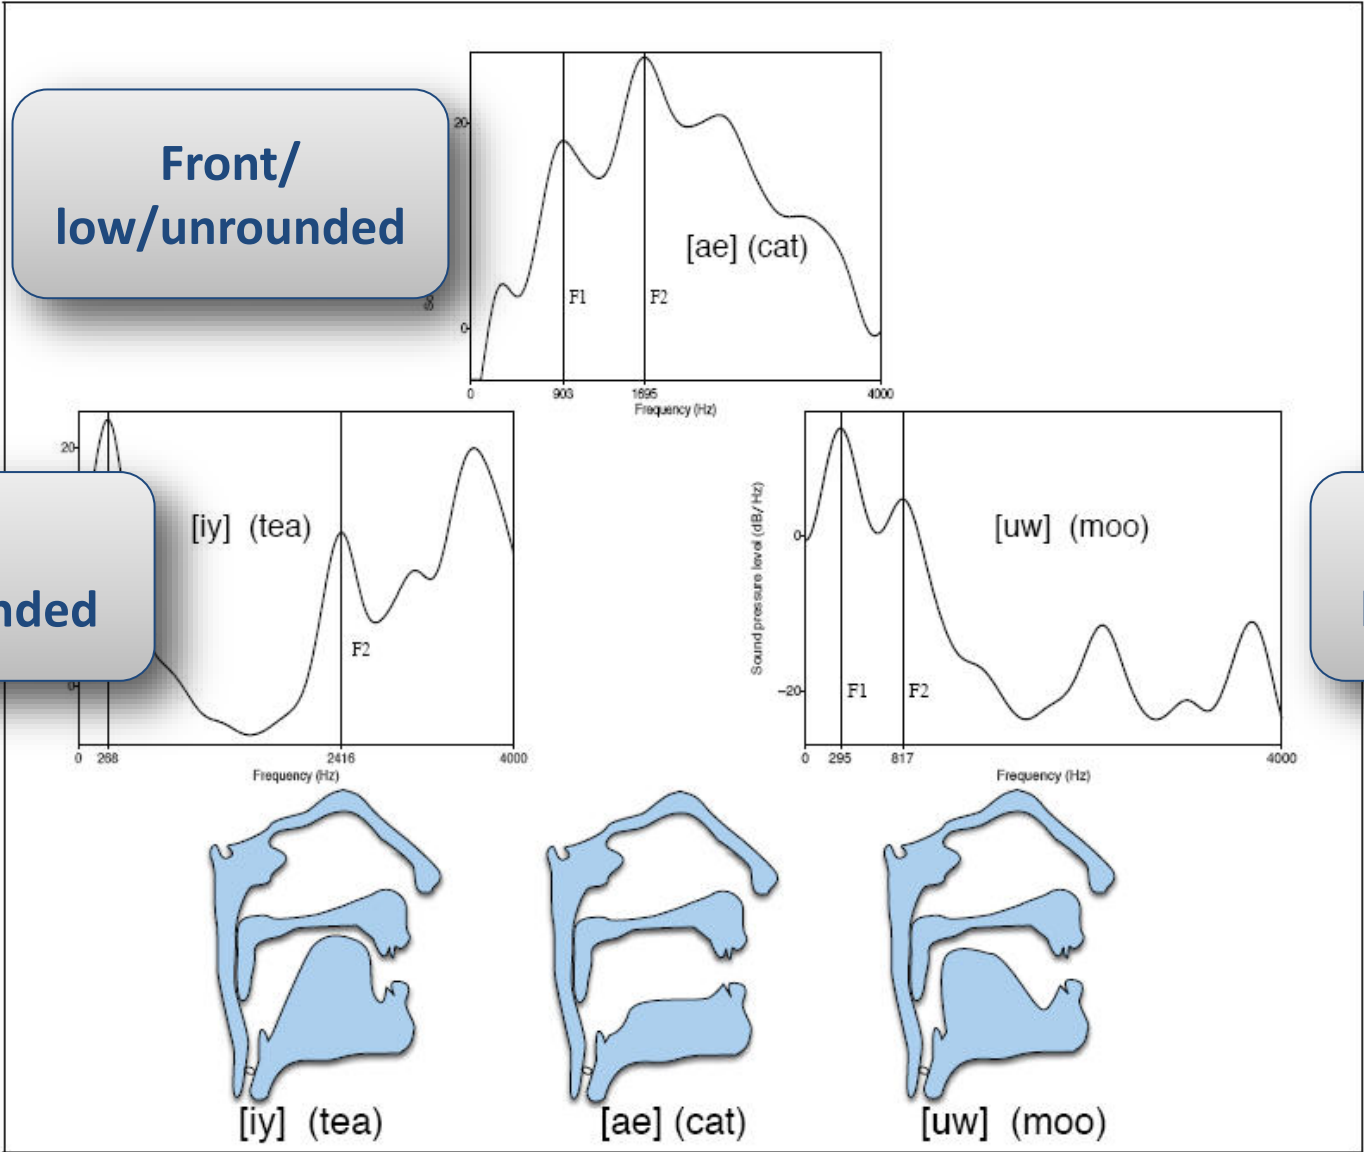 Front/
low/unrounded
20
0
[ae] (cat)
F1
F2
0
903
1695
4000
Frequency (Hz)
20
0
[iy] (tea)
F2
0
268
2416
4000
Frequency (Hz)
nded
Sound pressure level (dB/ Hz)
0
−20
[uw] (moo)
F1
F2
0
295
817
4000
Frequency (Hz)
[iy] (tea)
[ae] (cat)
[uw] (moo)